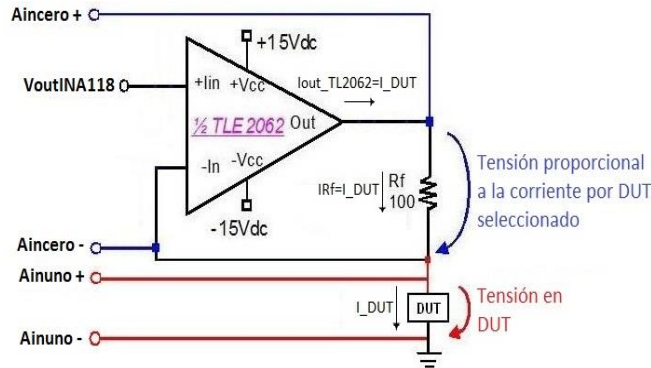 Aincero +
+15Vdc
VoutINA118
+Iin +Vcc
Iout_TL2062=I_DUT
½ TLE 2062 Out
-In -Vcc
-15Vdc
IRf=I_DUT
Rf
100
Tensión proporcional
a la corriente por DUT
seleccionado
Aincero -
Ainuno +
I_DUT
DUT
Tensión en
DUT
Ainuno -